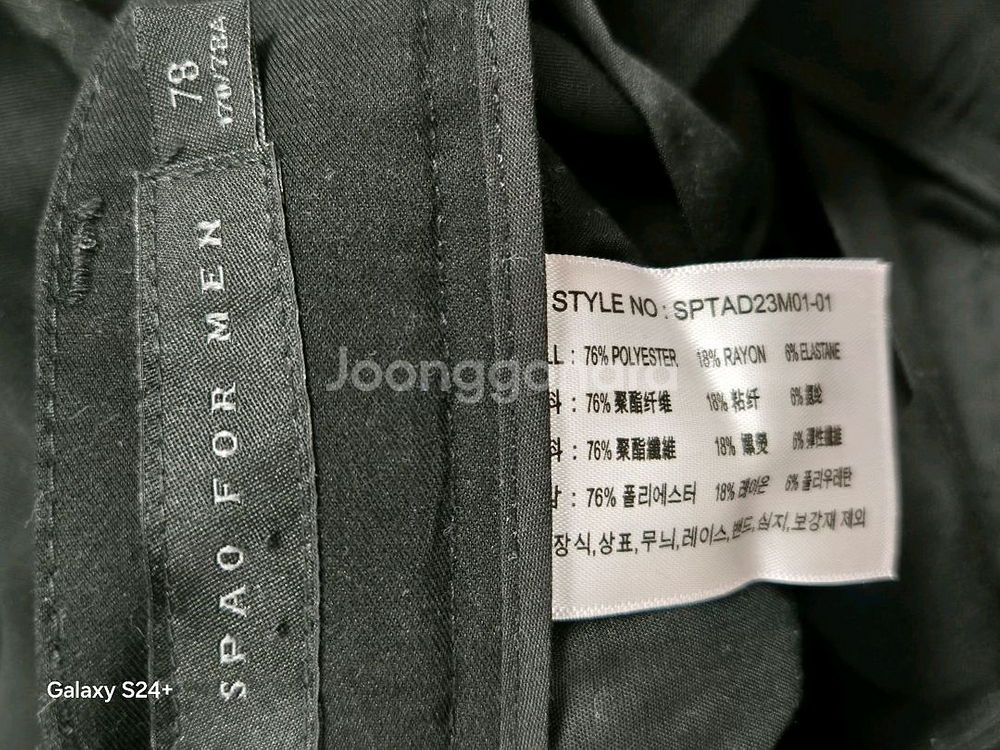 78
170/78A
SPAO FOR MEN
STYLE NO : SPTAD23M01-01
LL : 76% POLYESTER 18% RAYON 6% ELASTANE
斗 : 76% 聚酯纤维 18% 粘纤 6% 氨纶
斗 : 76% 聚酯纖維 18% 嫘縈 6% 彈性纖維
감 : 76% 폴리에스터 18% 레이온 6% 폴리우레탄
장식,상표,무늬,레이스,밴드,심지,보강재 제외
Joonggonara
Galaxy S24+